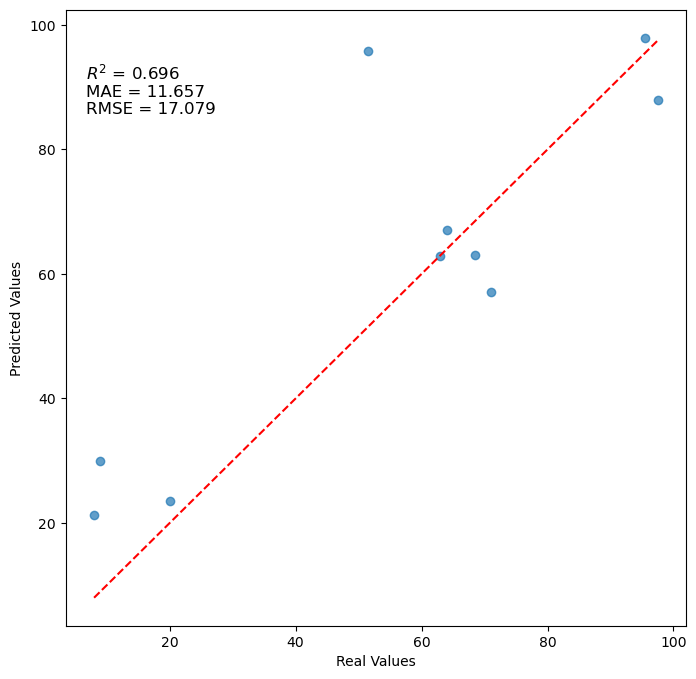 100
80
60
40
20
Predicted Values
R² = 0.696
MAE = 11.657
RMSE = 17.079
20 40 60 80 100
Real Values